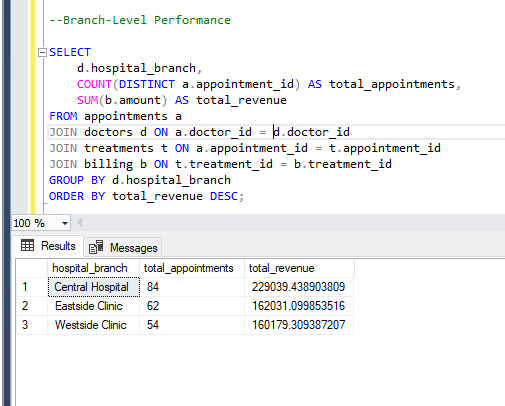 --Branch-Level Performance
SELECT
d.hospital_branch,
COUNT(DISTINCT a.appointment_id) AS total_appointments,
SUM(b.amount) AS total_revenue
FROM appointments a
JOIN doctors d ON a.doctor_id = d.doctor_id
JOIN treatments t ON a.appointment_id = t.appointment_id
JOIN billing b ON t.treatment_id = b.treatment_id
GROUP BY d.hospital_branch
ORDER BY total_revenue DESC;
100 %
Results Messages
hospital_branch total_appointments total_revenue
1 Central Hospital 84 229039.438903809
2 Eastside Clinic 62 162031.099853516
3 Westside Clinic 54 160179.309387207